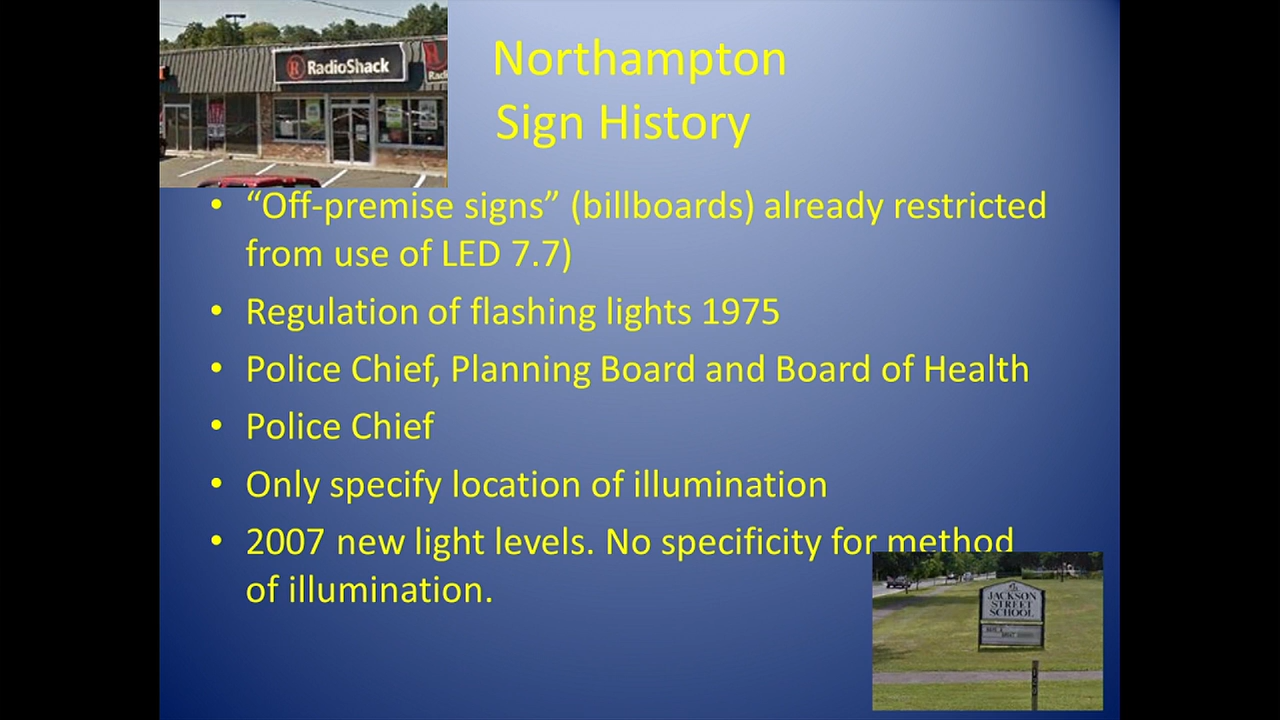 RadioShack
Northampton
Sign History
• “Off-premise signs” (billboards) already restricted
from use of LED 7.7)
• Regulation of flashing lights 1975
• Police Chief, Planning Board and Board of Health
• Police Chief
• Only specify location of illumination
• 2007 new light levels. No specificity for method
of illumination.
JACKSON
STREET
SCHOOL